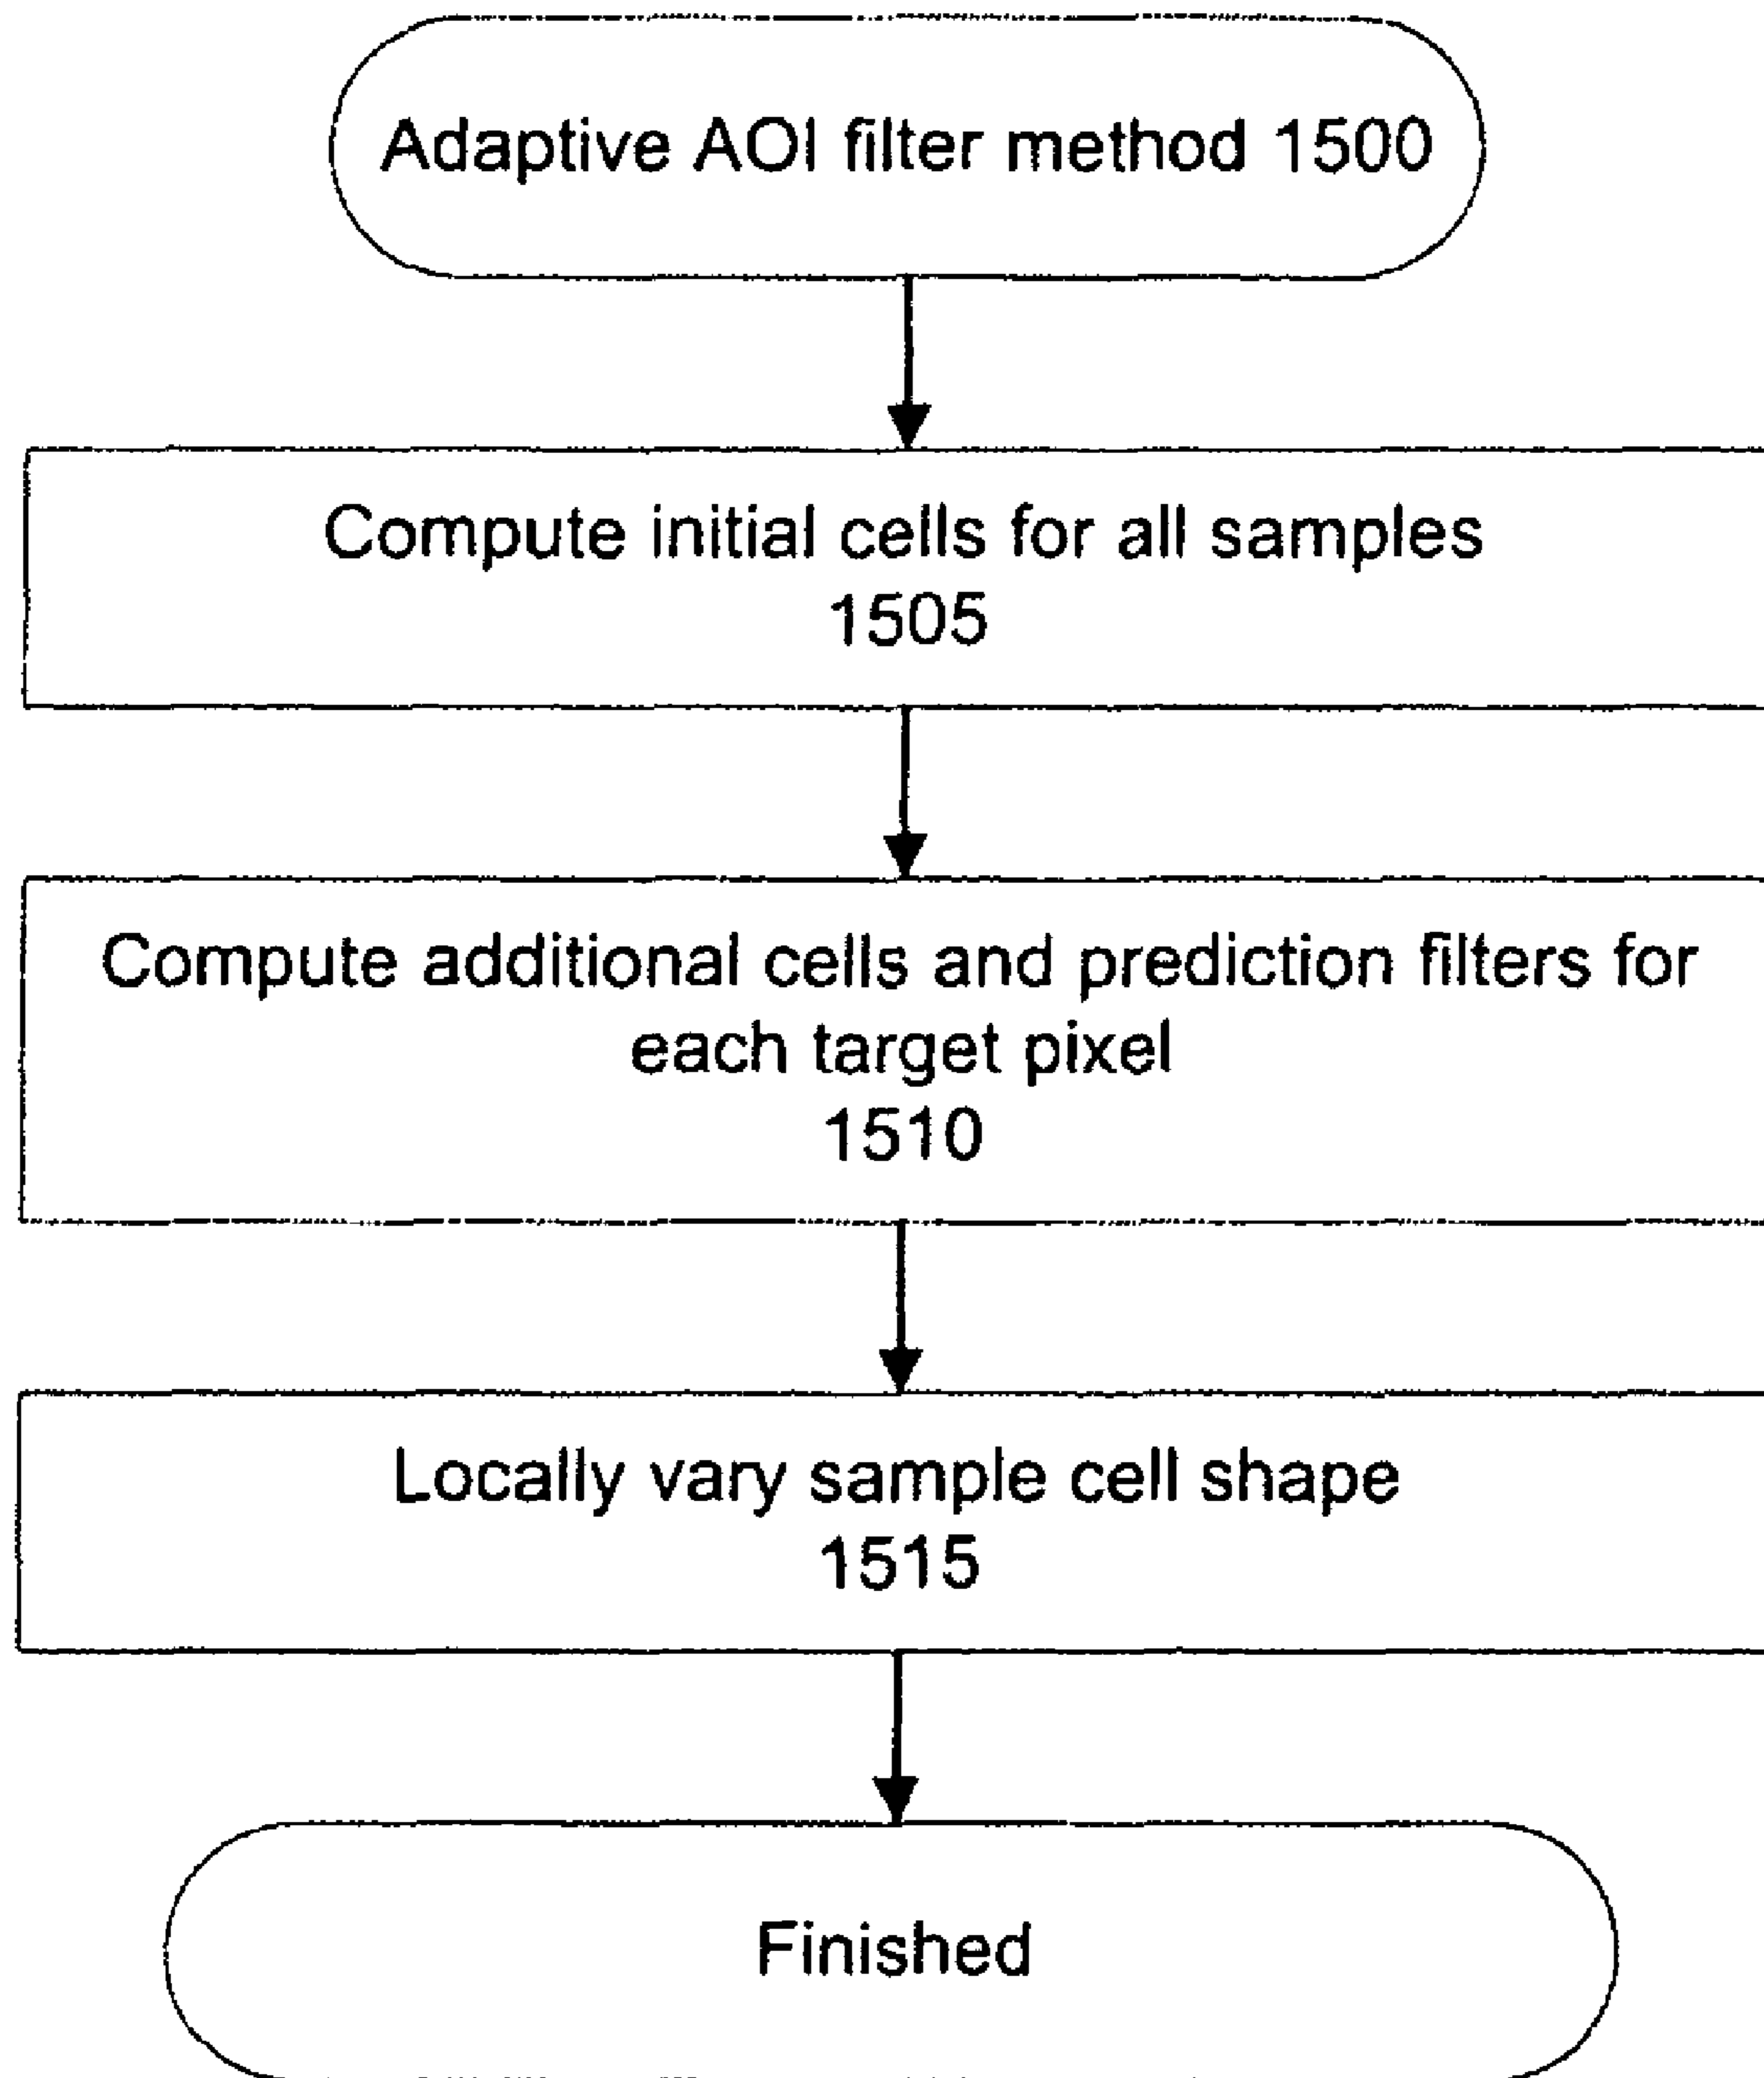 Adaptive AOI filter method 1500
Compute initial cells for all samples
1505
Compute additional cells and prediction filters for
each target pixel
1510
Locally vary sample cell shape
1515
Finished